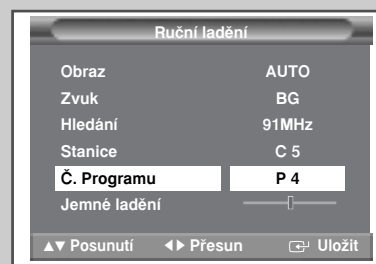 Ruční ladění
Obraz AUTO
Zvuk BG
Hledání 91MHz
Stanice C 5
Č. Programu P 4
Jemné ladění
▲▼ Posunutí ◀▶ Přesun Uložit